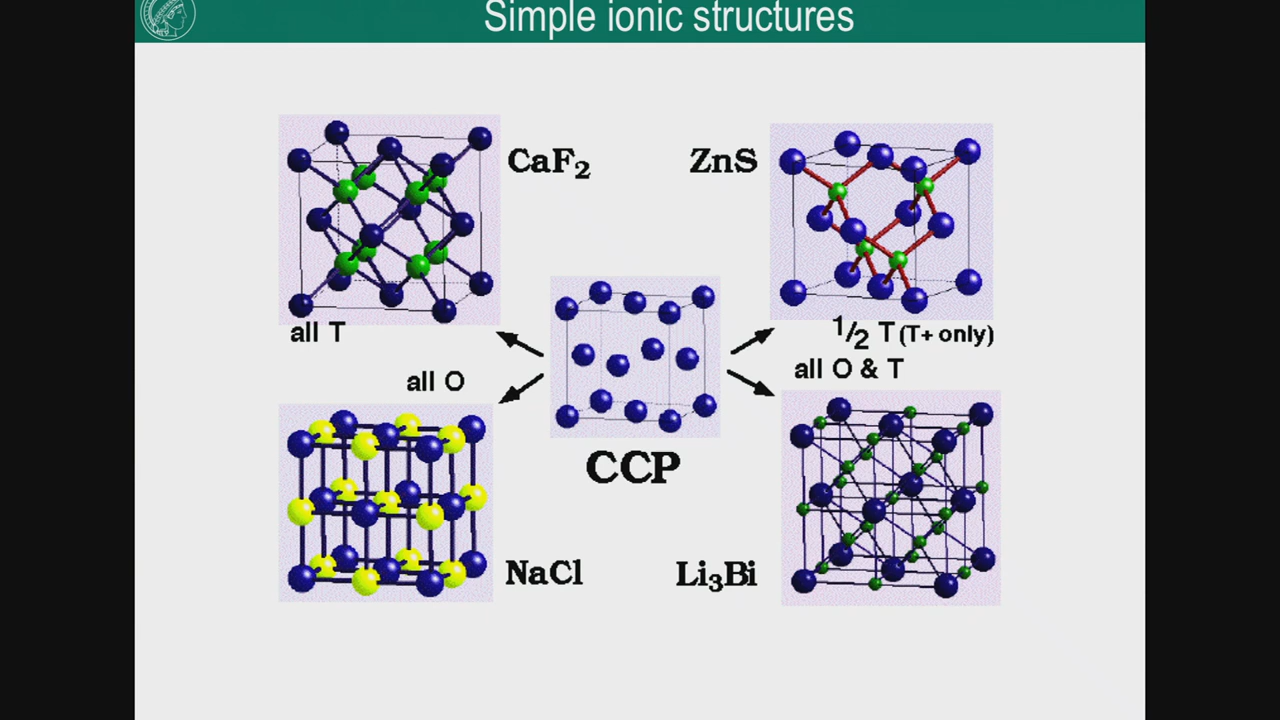 Simple ionic structures
CaF₂
ZnS
all T
½ T (T+ only)
all O
all O & T
CCP
NaCl
Li₃Bi